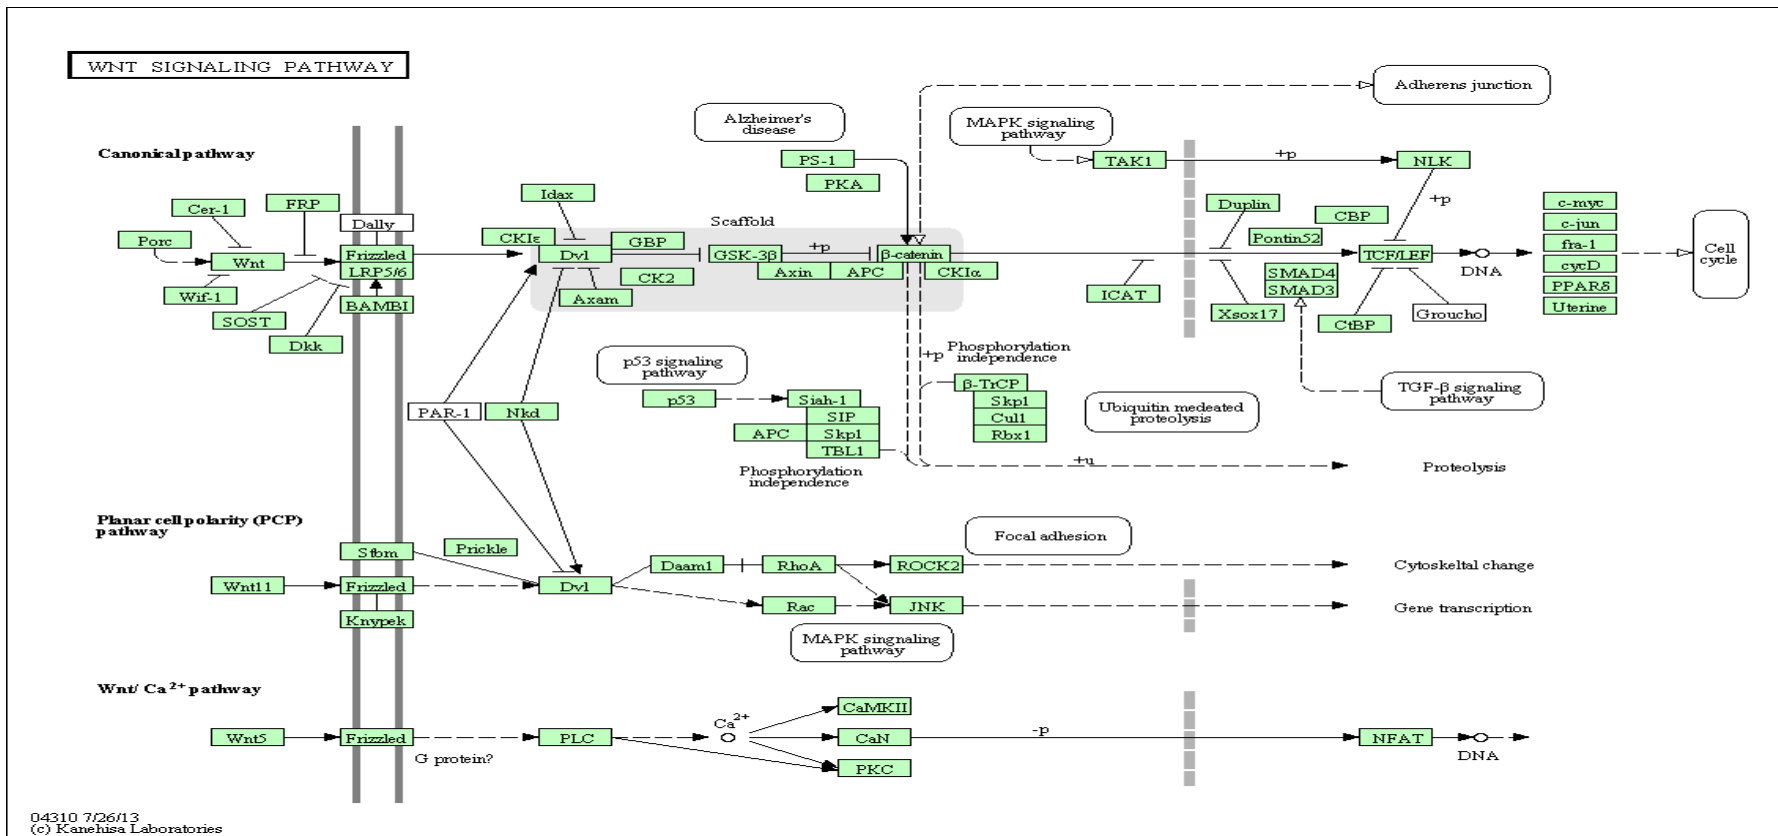 WNT SIGNALING PATHWAY
Adherens junction
Alzheimer's
disease
MAPK signaling
pathway
Canonical pathway
PS-1
TAK1
+p
NLK
PKA
Idax
Cer-1
FRP
Dally
Scaffold
Duplin
CBP
+p
c-myc
c-jun
Porc
CKIε
GBP
Pontin52
fra-1
Wnt
Frizzled
Dvl
GSK-3β
+p
β-catenin
TCF/LEF
DNA
Cell
cycle
LRP5/6
CK2
Axin
APC
CKIα
SMAD4
cycD
Wif-1
BAMBI
Axam
ICAT
SMAD3
PPARδ
SOST
Xsox17
CtBP
Groucho
Uterine
Dkk
p53 signaling
pathway
+p
Phosphorylation
independence
TGF-β signaling
pathway
PAR-1
Nkd
p53
Siah-1
SIP
APC
Skp1
TBL1
β-TrCP
Skp1
Cul1
Rbx1
Ubiquitin medeated
proteolysis
Phosphorylation
independence
+u
Proteolysis
Planar cell polarity (PCP)
pathway
Stbm
Prickle
Focal adhesion
Daam1
RhoA
ROCK2
Cytoskeltal change
Wnt11
Frizzled
Dvl
Rac
JNK
Gene transcription
Knypek
MAPK singnaling
pathway
Wnt/ Ca2+ pathway
CaMKII
Ca2+
Wnt5
Frizzled
PLC
CaN
-p
NFAT
DNA
G protein?
PKC
04310 7/26/13
(c) Kanehisa Laboratories